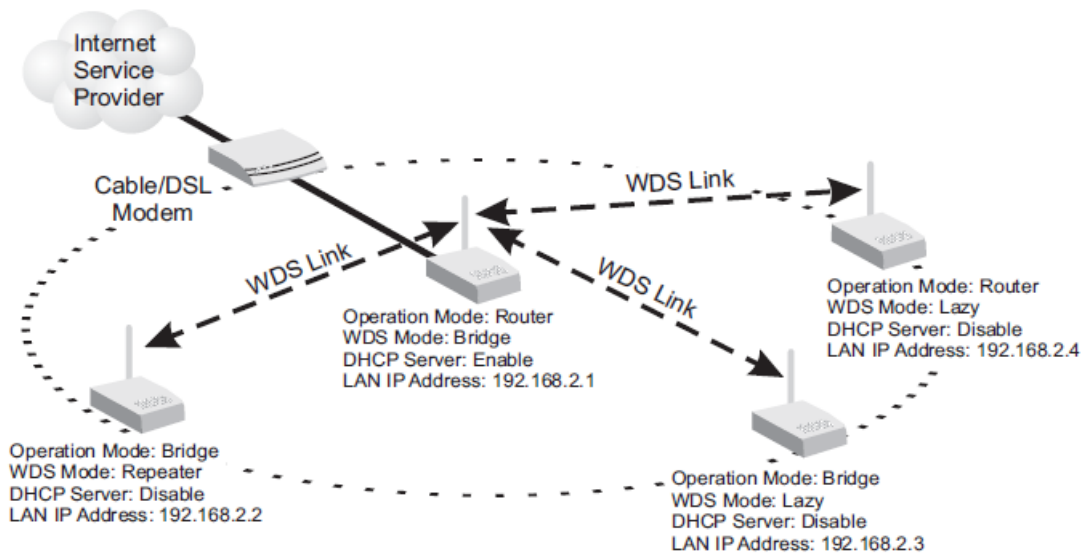 Internet
Service
Provider
Cable/DSL
Modem
WDS Link
WDS Link
WDS Link
Operation Mode: Router
WDS Mode: Lazy
DHCP Server: Disable
LAN IP Address: 192.168.2.4
Operation Mode: Router
WDS Mode: Bridge
DHCP Server: Enable
LAN IP Address: 192.168.2.1
Operation Mode: Bridge
WDS Mode: Repeater
DHCP Server: Disable
LAN IP Address: 192.168.2.2
Operation Mode: Bridge
WDS Mode: Lazy
DHCP Server: Disable
LAN IP Address: 192.168.2.3